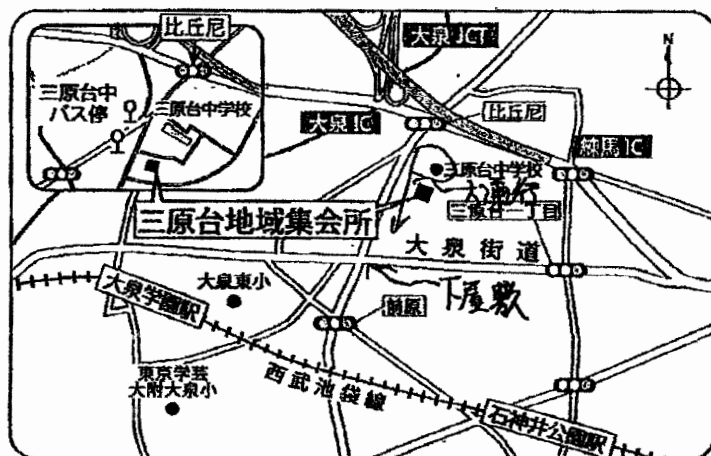 比丘尼
三原台中
バス停
三原台中学校
大泉JCT
N
比丘尼
大泉IC
練馬IC
三原台中学校
三原台地域集会所
三原台一丁目
大泉街道
下屋敷
大泉学園駅
大泉東小
前原
東京学芸
大附大泉小
西武池袋線
石神井公園駅